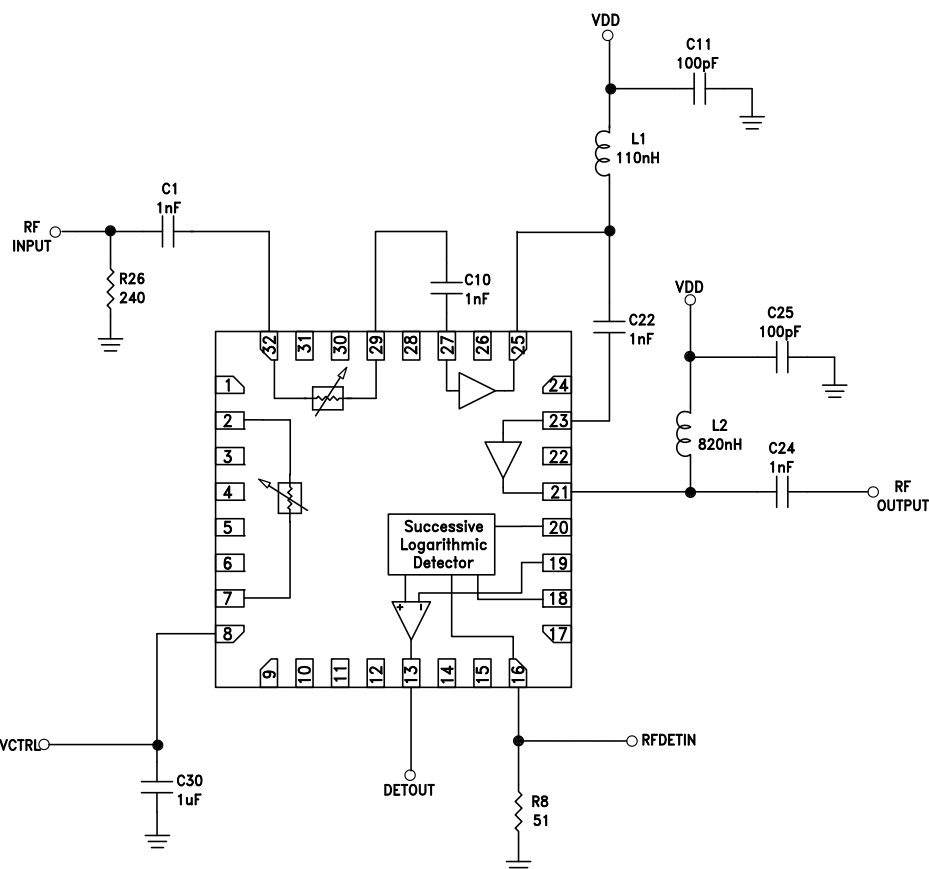 VDD
C11
100pF
L1
110nH
C1
1nF
RF
INPUT
R26
240
C10
1nF
C22
1nF
VDD
C25
100pF
L2
820nH
C24
1nF
RF
OUTPUT
32
31
30
29
28
27
26
25
1
2
3
4
5
6
7
8
24
23
22
21
20
19
18
17
Successive
Logarithmic
Detector
+ -
9
10
11
12
13
14
15
16
VCTRL
C30
1uF
DETOUT
RFDETIN
R8
51